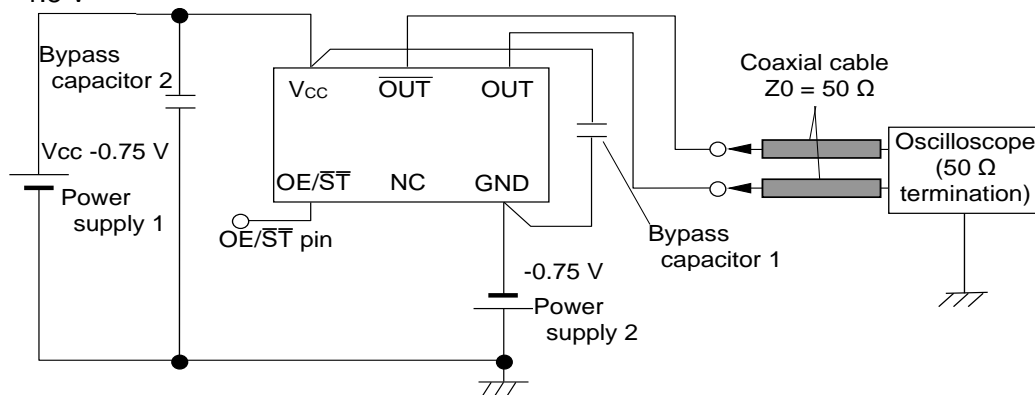 Bypass
capacitor 2
Vcc OUT OUT
Coaxial cable
Z0 = 50 Ω
Vcc -0.75 V
Oscilloscope
(50 Ω
termination)
OE/ST NC GND
Power
supply 1
OE/ST pin
Bypass
capacitor 1
-0.75 V
Power
supply 2